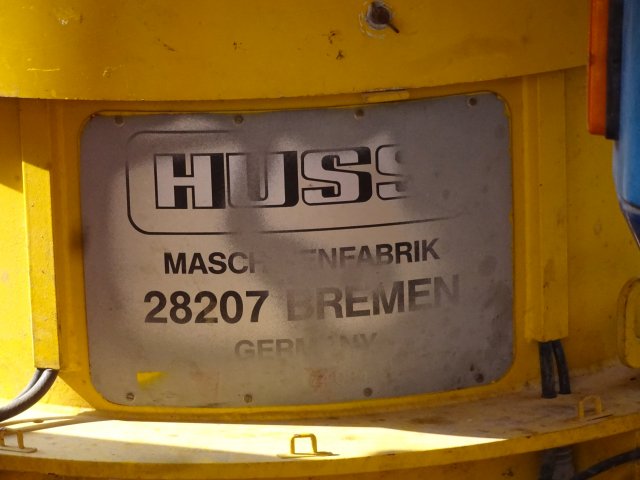 HUSS
MASCHINENFABRIK
28207 BREMEN
GERMANY